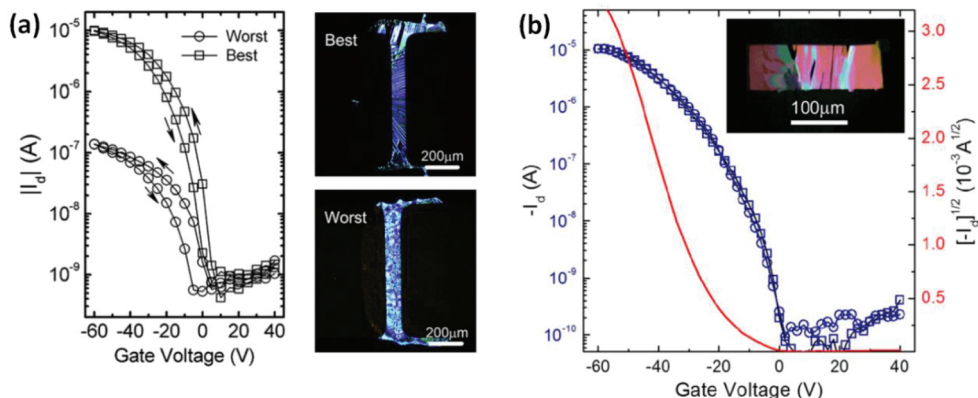 (a)
10⁻⁵
10⁻⁶
10⁻⁷
10⁻⁸
10⁻⁹
|I_d| (A)
Worst
Best
-60 -40 -20 0 20 40
Gate Voltage (V)
Best
200μm
Worst
200μm
(b)
10⁻⁴
10⁻⁵
10⁻⁶
10⁻⁷
10⁻⁸
10⁻⁹
10⁻¹⁰
-I_d (A)
100μm
3.0
2.5
2.0
1.5
1.0
0.5
[-I_d]^1/2 (10⁻³A^1/2)
-60 -40 -20 0 20 40
Gate Voltage (V)